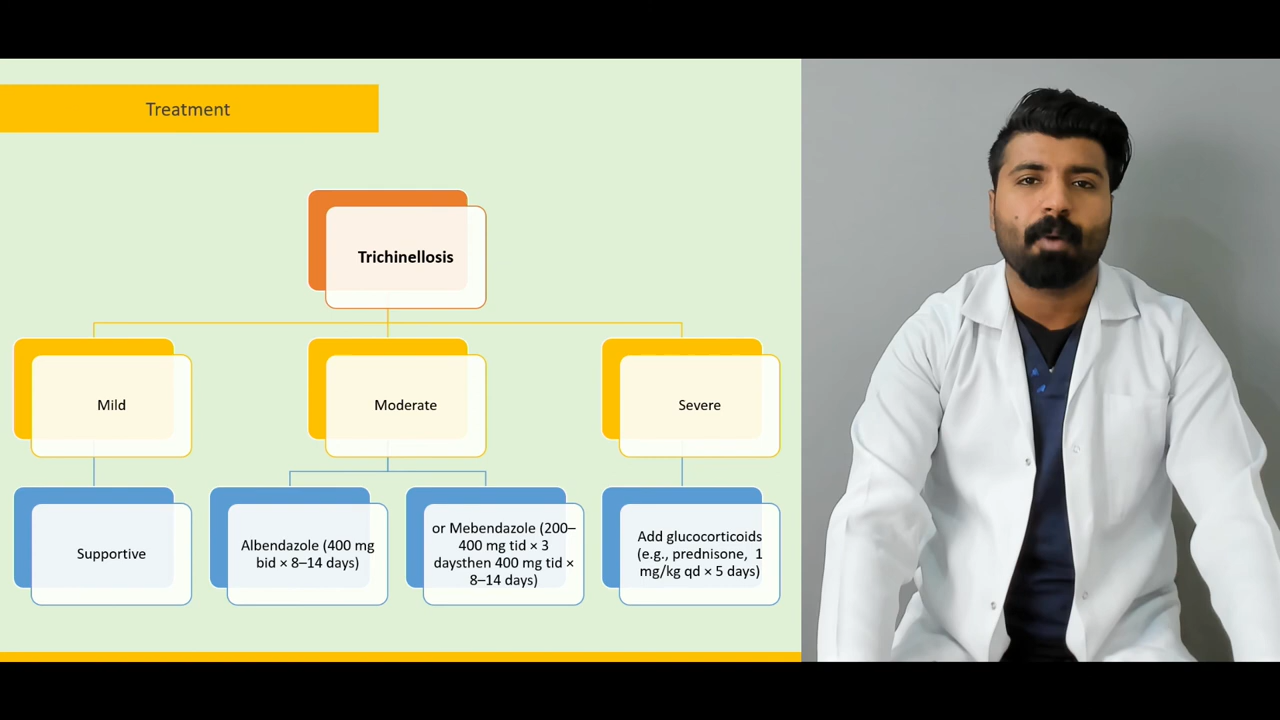 Treatment
Trichinellosis
Mild
Moderate
Severe
Supportive
Albendazole (400 mg
bid × 8–14 days)
or Mebendazole (200–
400 mg tid × 3
daysthen 400 mg tid ×
8–14 days)
Add glucocorticoids
(e.g., prednisone, 1
mg/kg qd × 5 days)